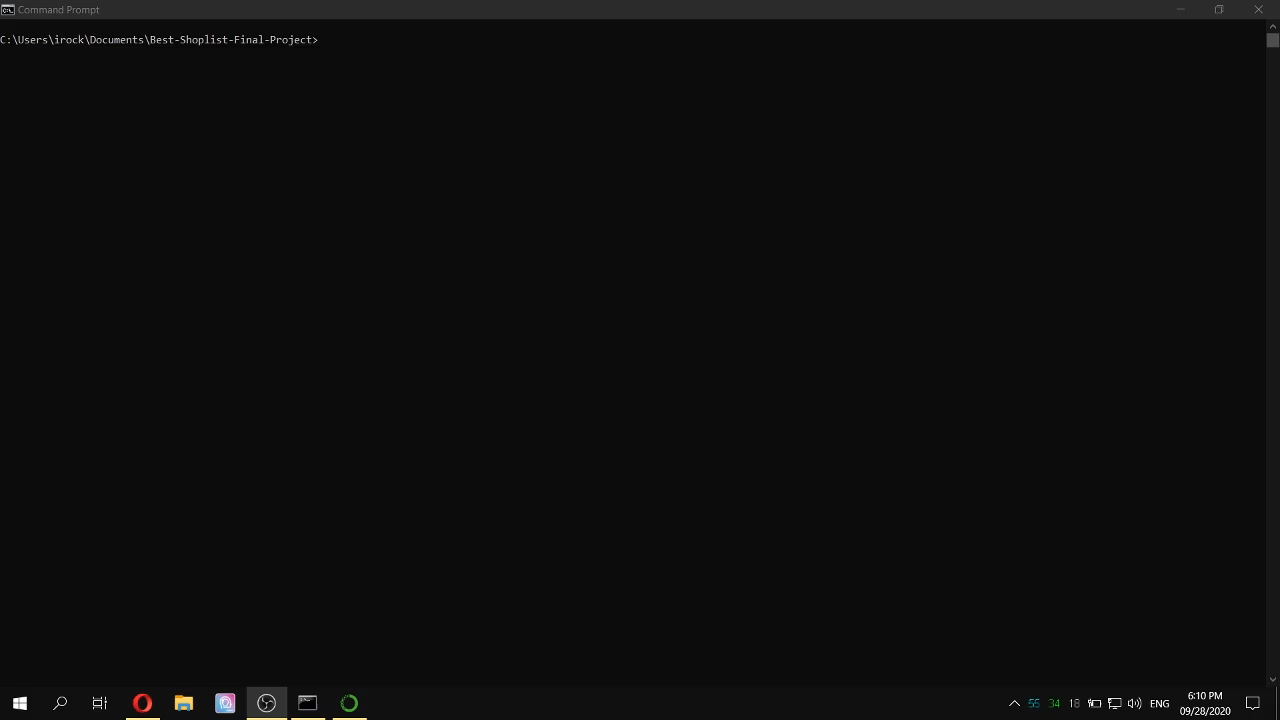 Command Prompt
C:\Users\irock\Documents\Best-Shoplist-Final-Project>
55 34 18 ENG
6:10 PM
09/28/2020